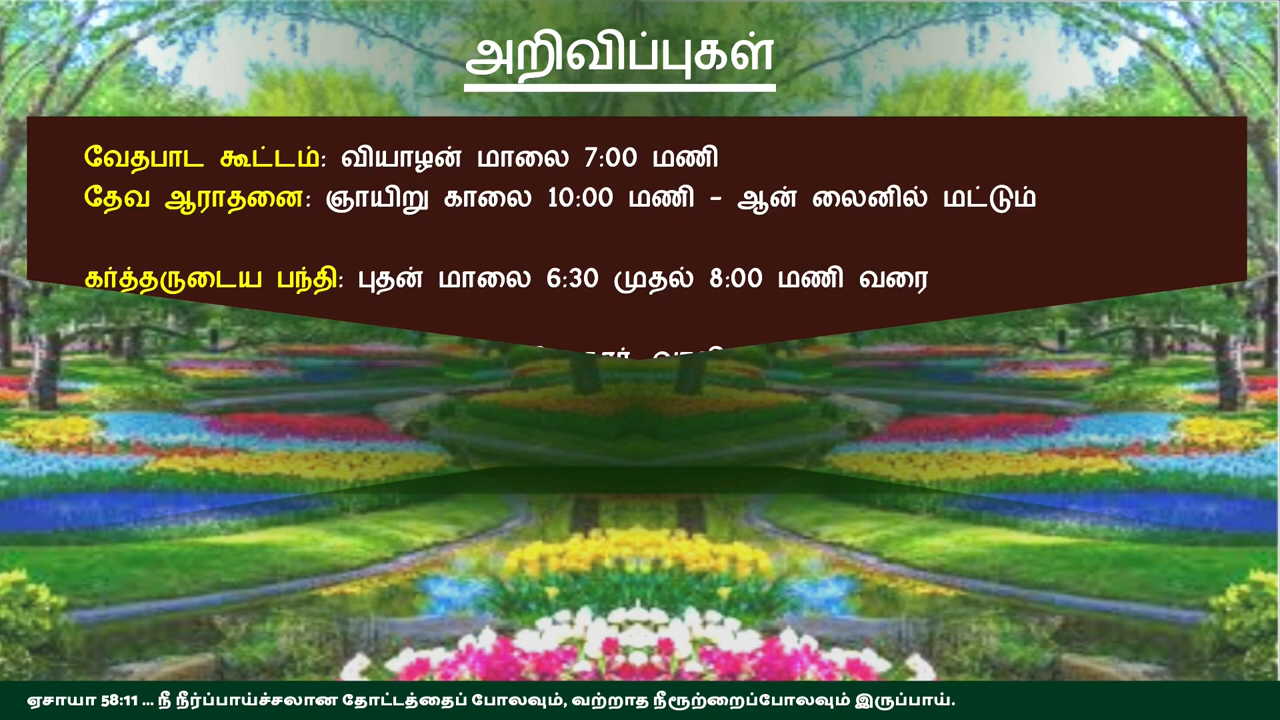 அறிவிப்புகள்
வேதபாட கூட்டம்: வியாழன் மாலை 7:00 மணி
தேவ ஆராதனை: ஞாயிறு காலை 10:00 மணி - ஆன் லைனில் மட்டும்
கர்த்தருடைய பந்தி: புதன் மாலை 6:30 முதல் 8:00 மணி வரை
ஏசாயா 58:11 ... நீ நீர்ப்பாய்ச்சலான தோட்டத்தைப் போலவும், வற்றாத நீரூற்றைப்போலவும் இருப்பாய்.